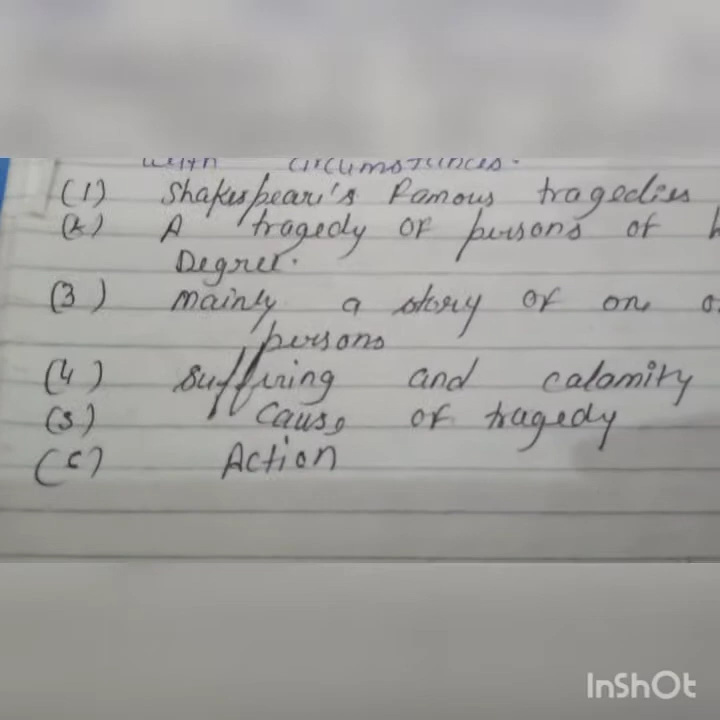 with circumstances.
(1) Shakespeare's Famous tragedies
(2) A tragedy of persons of
Degree.
(3) mainly a story of one
persons
(4) suffering and calamity
(5) Cause of tragedy
(6) Action
InShOt